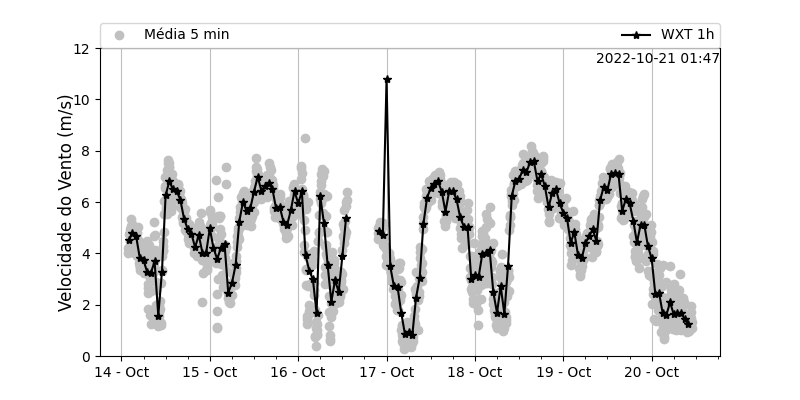 Média 5 min
WXT 1h
2022-10-21 01:47
Velocidade do Vento (m/s)
12
10
8
6
4
2
0
14 - Oct
15 - Oct
16 - Oct
17 - Oct
18 - Oct
19 - Oct
20 - Oct